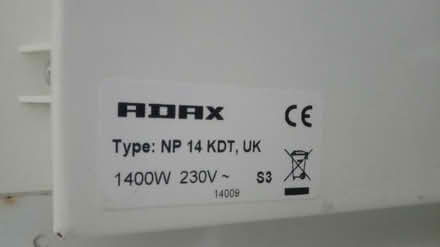 ADAX
CE
Type: NP 14 KDT, UK
1400W 230V ~ S3
14009